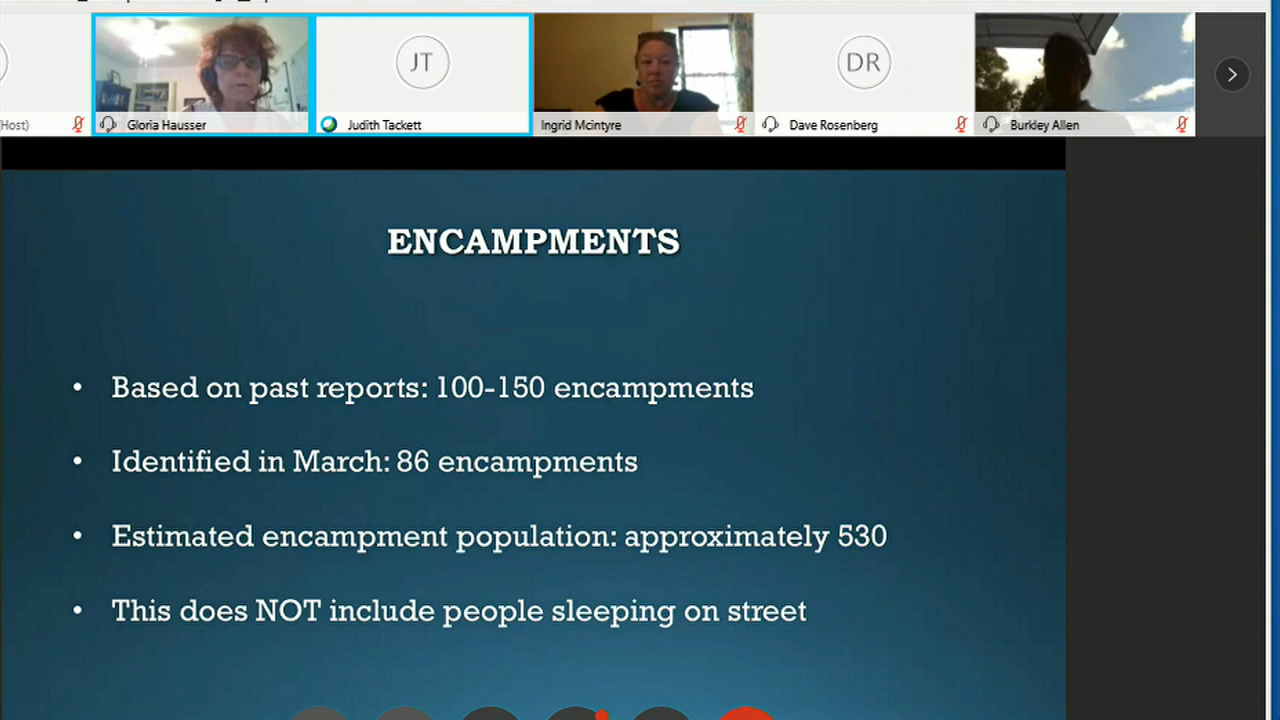 Host)
Gloria Hausser
JT
Judith Tackett
Ingrid Mcintyre
DR
Dave Rosenberg
Burkley Allen
ENCAMPMENTS
• Based on past reports: 100-150 encampments
• Identified in March: 86 encampments
• Estimated encampment population: approximately 530
• This does NOT include people sleeping on street